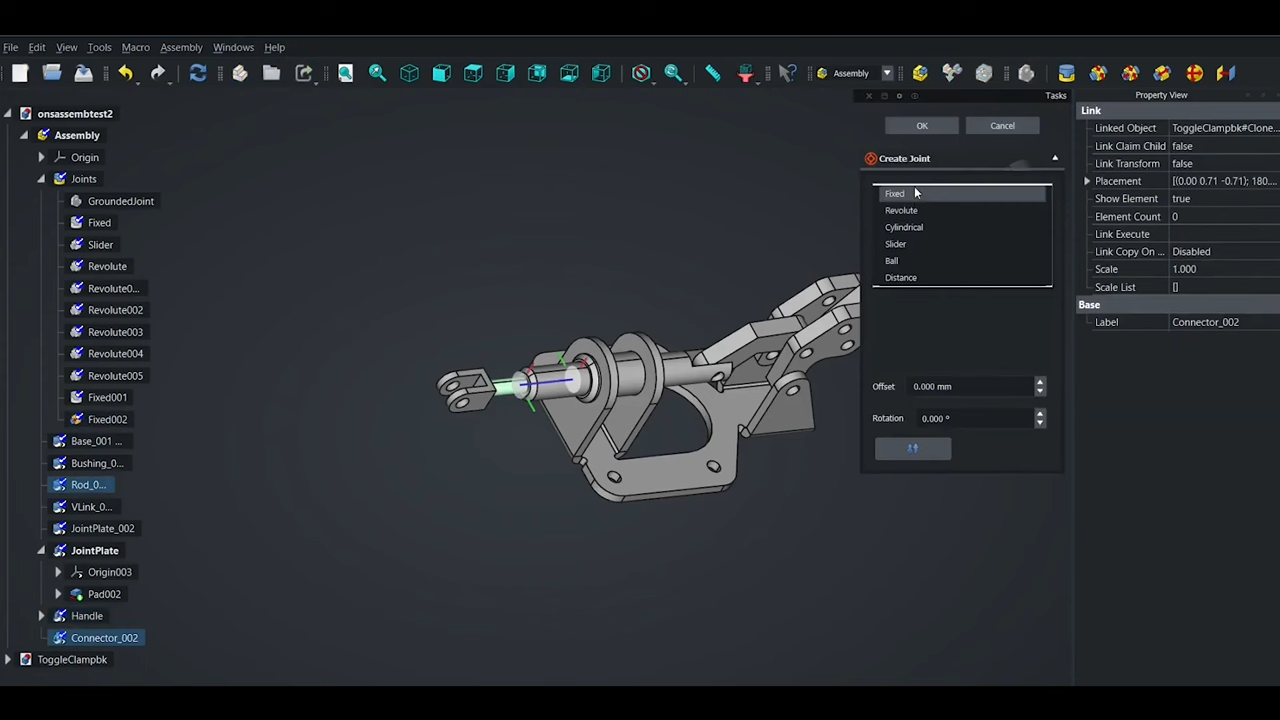 File Edit View Tools Macro Assembly Windows Help
Assembly
onsassembtest2
Assembly
Origin
Joints
GroundedJoint
Fixed
Slider
Revolute
Revolute0...
Revolute002
Revolute003
Revolute004
Revolute005
Fixed001
Fixed002
Base_001 ...
Bushing_0...
Rod_0...
VLink_0...
JointPlate_002
JointPlate
Origin003
Pad002
Handle
Connector_002
ToggleClampbk
Tasks
OK Cancel
Create Joint
Fixed
Revolute
Cylindrical
Slider
Ball
Distance
Offset 0.000 mm
Rotation 0.000 °
Property View
Link
Linked Object ToggleClampbk#Clone...
Link Claim Child false
Link Transform false
Placement [(0.00 0.71 -0.71); 180....
Show Element true
Element Count 0
Link Execute
Link Copy On ... Disabled
Scale 1.000
Scale List []
Base
Label Connector_002